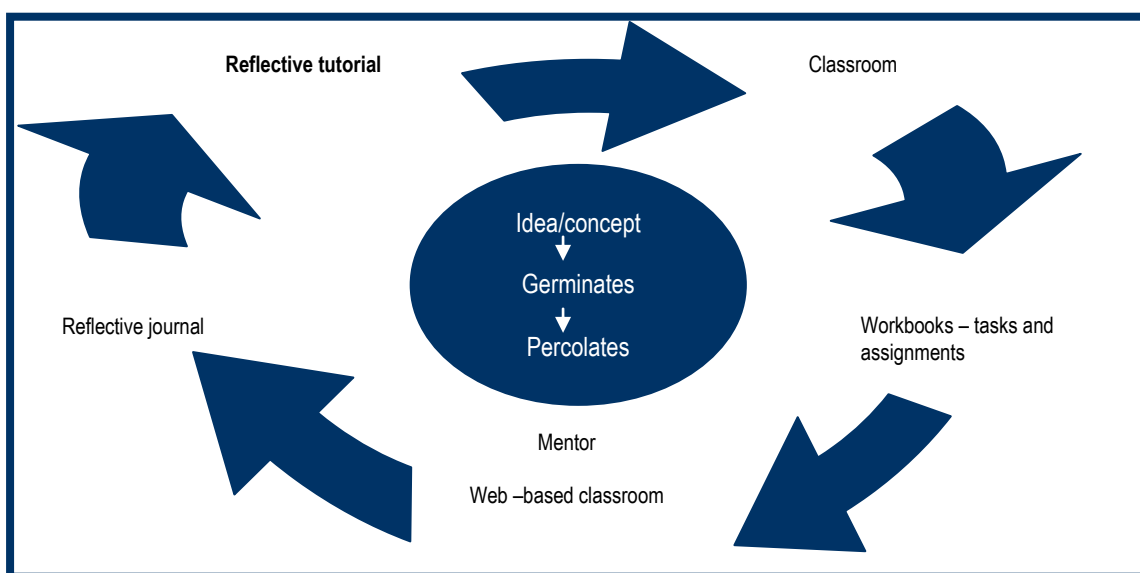 Reflective tutorial
Classroom
Idea/concept
Germinates
Percolates
Reflective journal
Workbooks – tasks and
assignments
Mentor
Web –based classroom